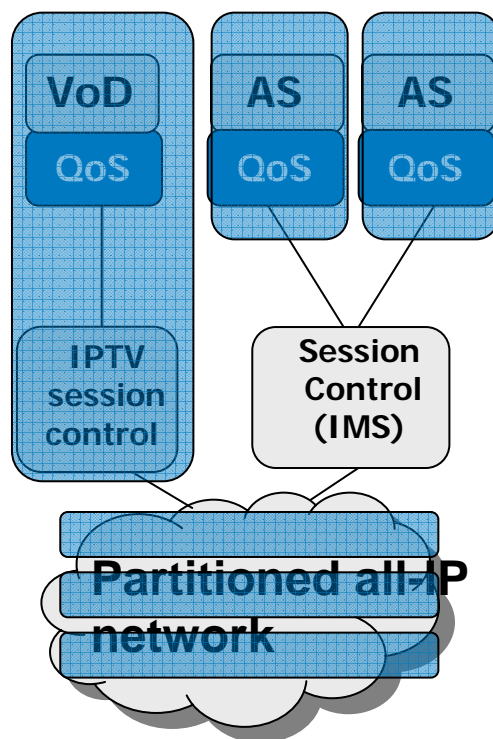 VoD
AS
AS
QoS
QoS
QoS
IPTV
session
control
Session
Control
(IMS)
Partitioned all-IP
network